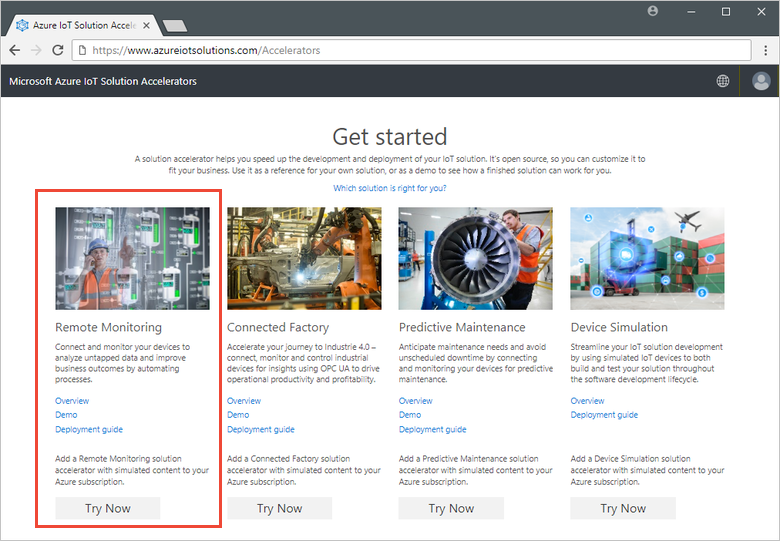 Azure IoT Solution Accele
https://www.azureiotsolutions.com/Accelerators
Microsoft Azure IoT Solution Accelerators
Get started
A solution accelerator helps you speed up the development and deployment of your IoT solution. It's open source, so you can customize it to
fit your business. Use it as a reference for your own solution, or as a demo to see how a finished solution can work for you.
Which solution is right for you?
Remote Monitoring
Connect and monitor your devices to
analyze untapped data and improve
business outcomes by automating
processes.
Overview
Demo
Deployment guide
Add a Remote Monitoring solution
accelerator with simulated content to your
Azure subscription.
Try Now
Connected Factory
Accelerate your journey to Industrie 4.0 –
connect, monitor and control industrial
devices for insights using OPC UA to drive
operational productivity and profitability.
Overview
Demo
Deployment guide
Add a Connected Factory solution
accelerator with simulated content to your
Azure subscription.
Try Now
Predictive Maintenance
Anticipate maintenance needs and avoid
unscheduled downtime by connecting
and monitoring your devices for predictive
maintenance.
Overview
Demo
Deployment guide
Add a Predictive Maintenance solution
accelerator with simulated content to your
Azure subscription.
Try Now
Device Simulation
Streamline your IoT solution development
by using simulated IoT devices to both
build and test your solution throughout
the software development lifecycle.
Overview
Deployment guide
Add a Device Simulation solution
accelerator with simulated content to your
Azure subscription.
Try Now